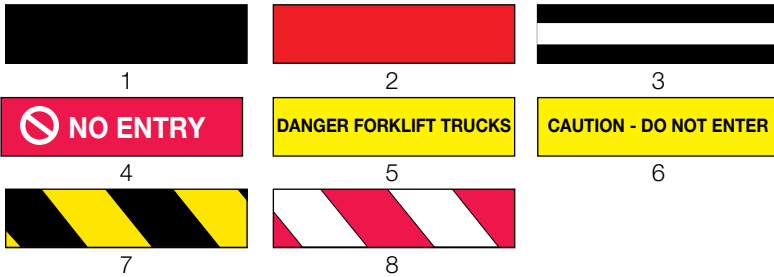 1
2
3
NO ENTRY
DANGER FORKLIFT TRUCKS
CAUTION - DO NOT ENTER
4
5
6
7
8